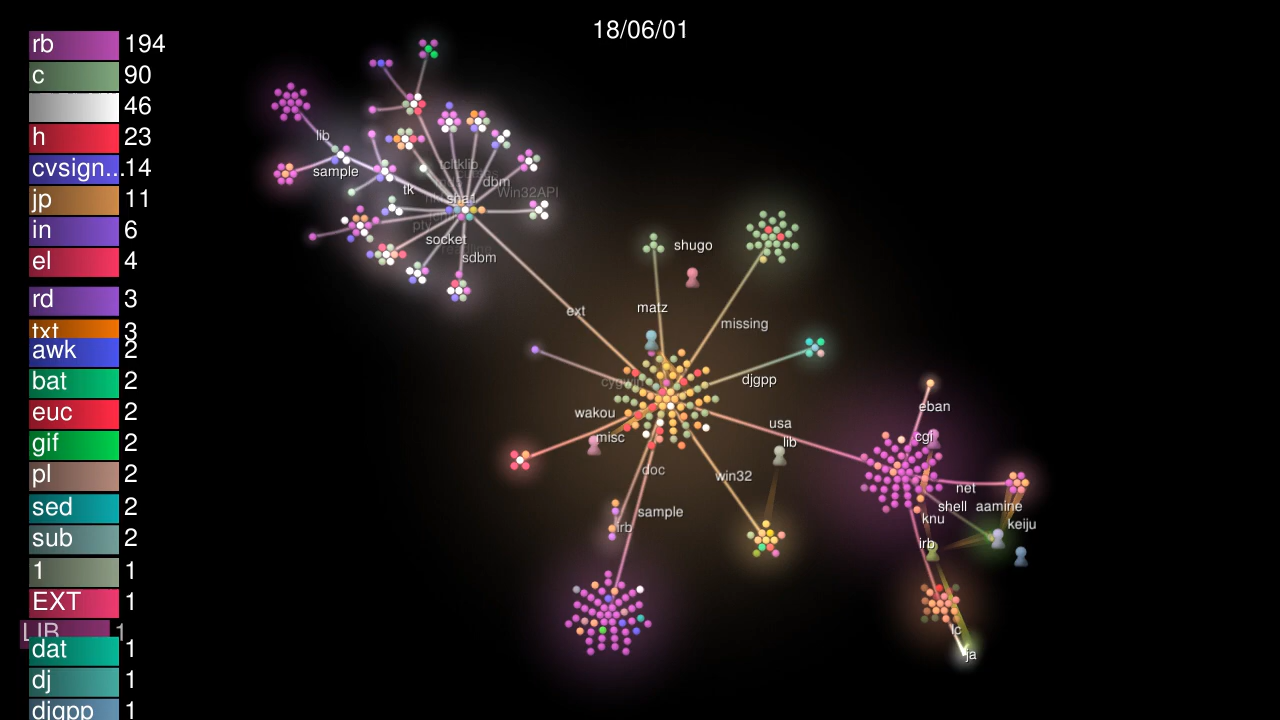 18/06/01
rb 194
c 90
46
h 23
cvsign... 14
jp 11
in 6
el 4
rd 3
txt 3
awk 2
bat 2
euc 2
gif 2
pl 2
sed 2
sub 2
1 1
EXT 1
LIB 1
dat 1
dj 1
djgpp 1
lib
sample
tk
tcltklib
dbm
Win32API
sha1
pty
socket
readline
sdbm
ext
shugo
matz
missing
djgpp
cygwin
wakou
misc
usa
lib
doc
win32
sample
irb
eban
cgi
net
shell
aamine
knu
keiju
irb
lc
ja